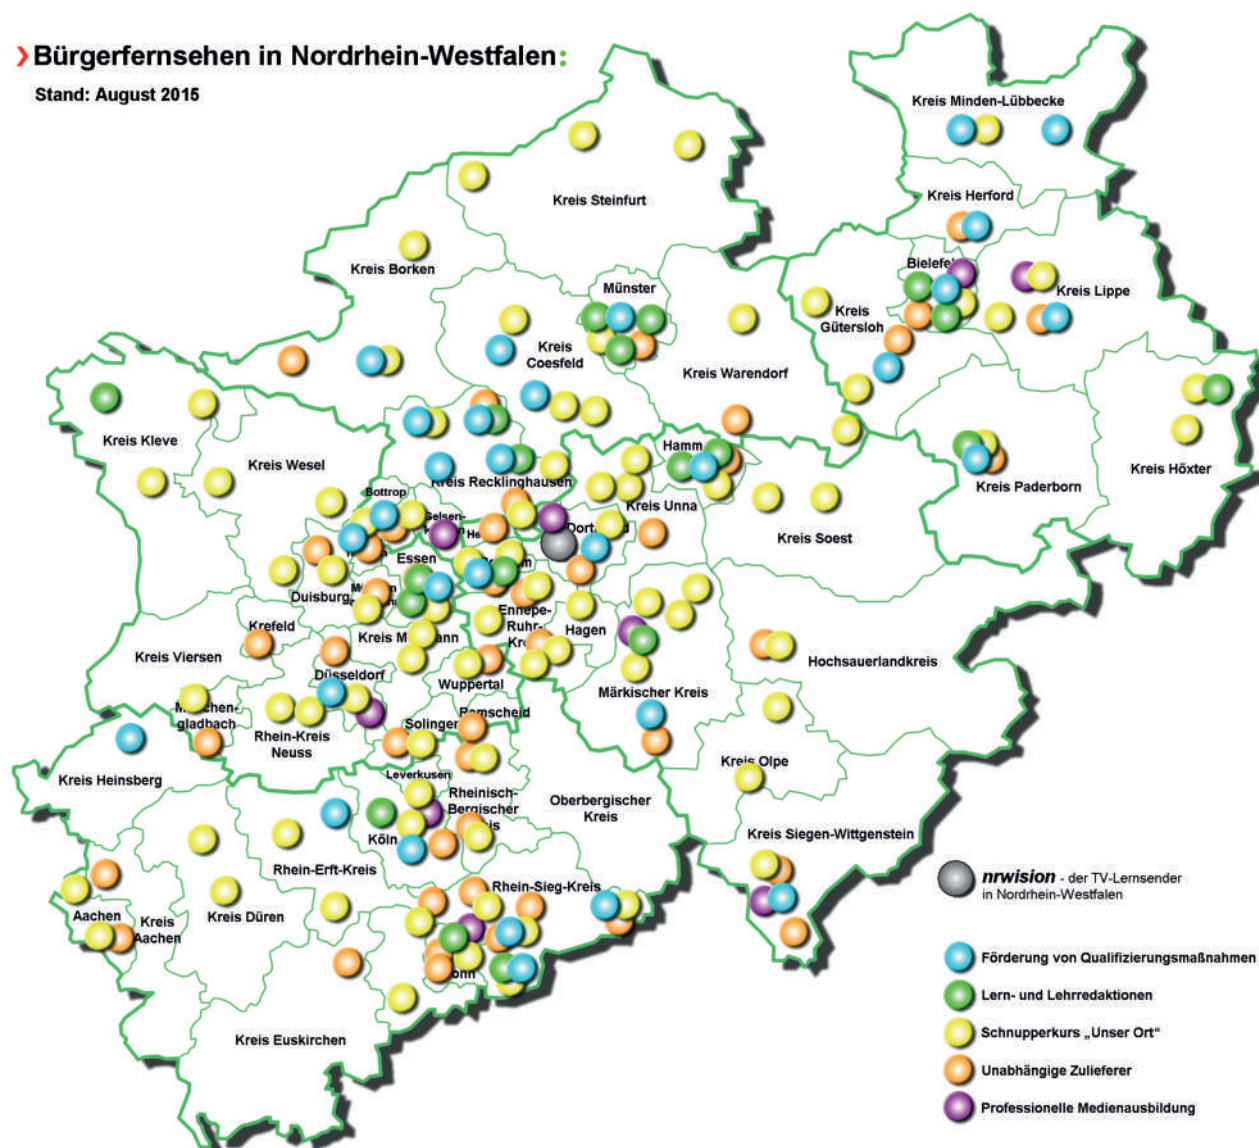 › Bürgerfernsehen in Nordrhein-Westfalen:
Stand: August 2015
Kreis Minden-Lübbecke
Kreis Steinfurt
Kreis Herford
Kreis Borken
Bielefel
Münster
Kreis Lippe
Kreis
Gütersloh
Kreis
Coesfeld
Kreis Warendorf
Kreis Kleve
Hamm
Kreis Wesel
Kreis Höxter
Kreis Recklinghausen
Kreis Paderborn
Bottrop
Kreis Unna
Gelsen-
Kreis Soest
Essen
Duisburg
Ennepe-
Ruhr-
Hagen
Krefeld
Kreis
Kreis Viersen
Hochsauerlandkreis
Düsseldorf
Wuppertal
Märkischer Kreis
gladbach
Rhein-Kreis
Neuss
Solingen
Remscheid
Kreis Olpe
Kreis Heinsberg
Leverkusen
Rheinisch-
Bergischer
Oberbergischer
Kreis
Köln
Kreis Siegen-Wittgenstein
Rhein-Erft-Kreis
nrwision - der TV-Lernsender
in Nordrhein-Westfalen
Rhein-Sieg-Kreis
Aachen
Kreis
Aachen
Kreis Düren
Kreis Euskirchen
Förderung von Qualifizierungsmaßnahmen
Lern- und Lehrredaktionen
Schnupperkurs „Unser Ort“
Unabhängige Zulieferer
Professionelle Medienausbildung